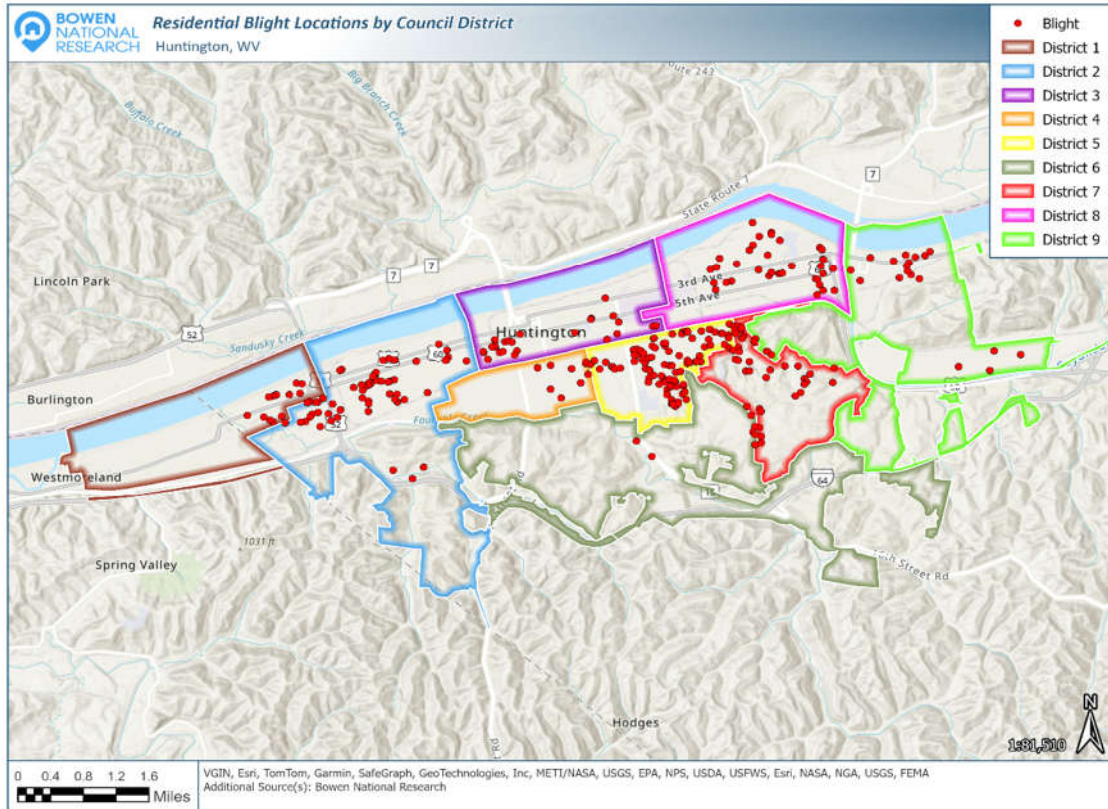 BOWEN
NATIONAL
RESEARCH
Residential Blight Locations by Council District
Huntington, WV
Blight
District 1
District 2
District 3
District 4
District 5
District 6
District 7
District 8
District 9
Route 243
Big Branch Creek
Buffalo Creek
7
State Route 7
Lincoln Park
7
7
3rd Ave
5th Ave
52
Sandusky Creek
Huntington
60
Burlington
52
Westmoreland
64
1031 ft
Spring Valley
Street Rd
Hodges
t Rd
N
1:81,510
0 0.4 0.8 1.2 1.6
Miles
VGIN, Esri, TomTom, Garmin, SafeGraph, GeoTechnologies, Inc, METI/NASA, USGS, EPA, NPS, USDA, USFWS, Esri, NASA, NGA, USGS, FEMA
Additional Source(s): Bowen National Research